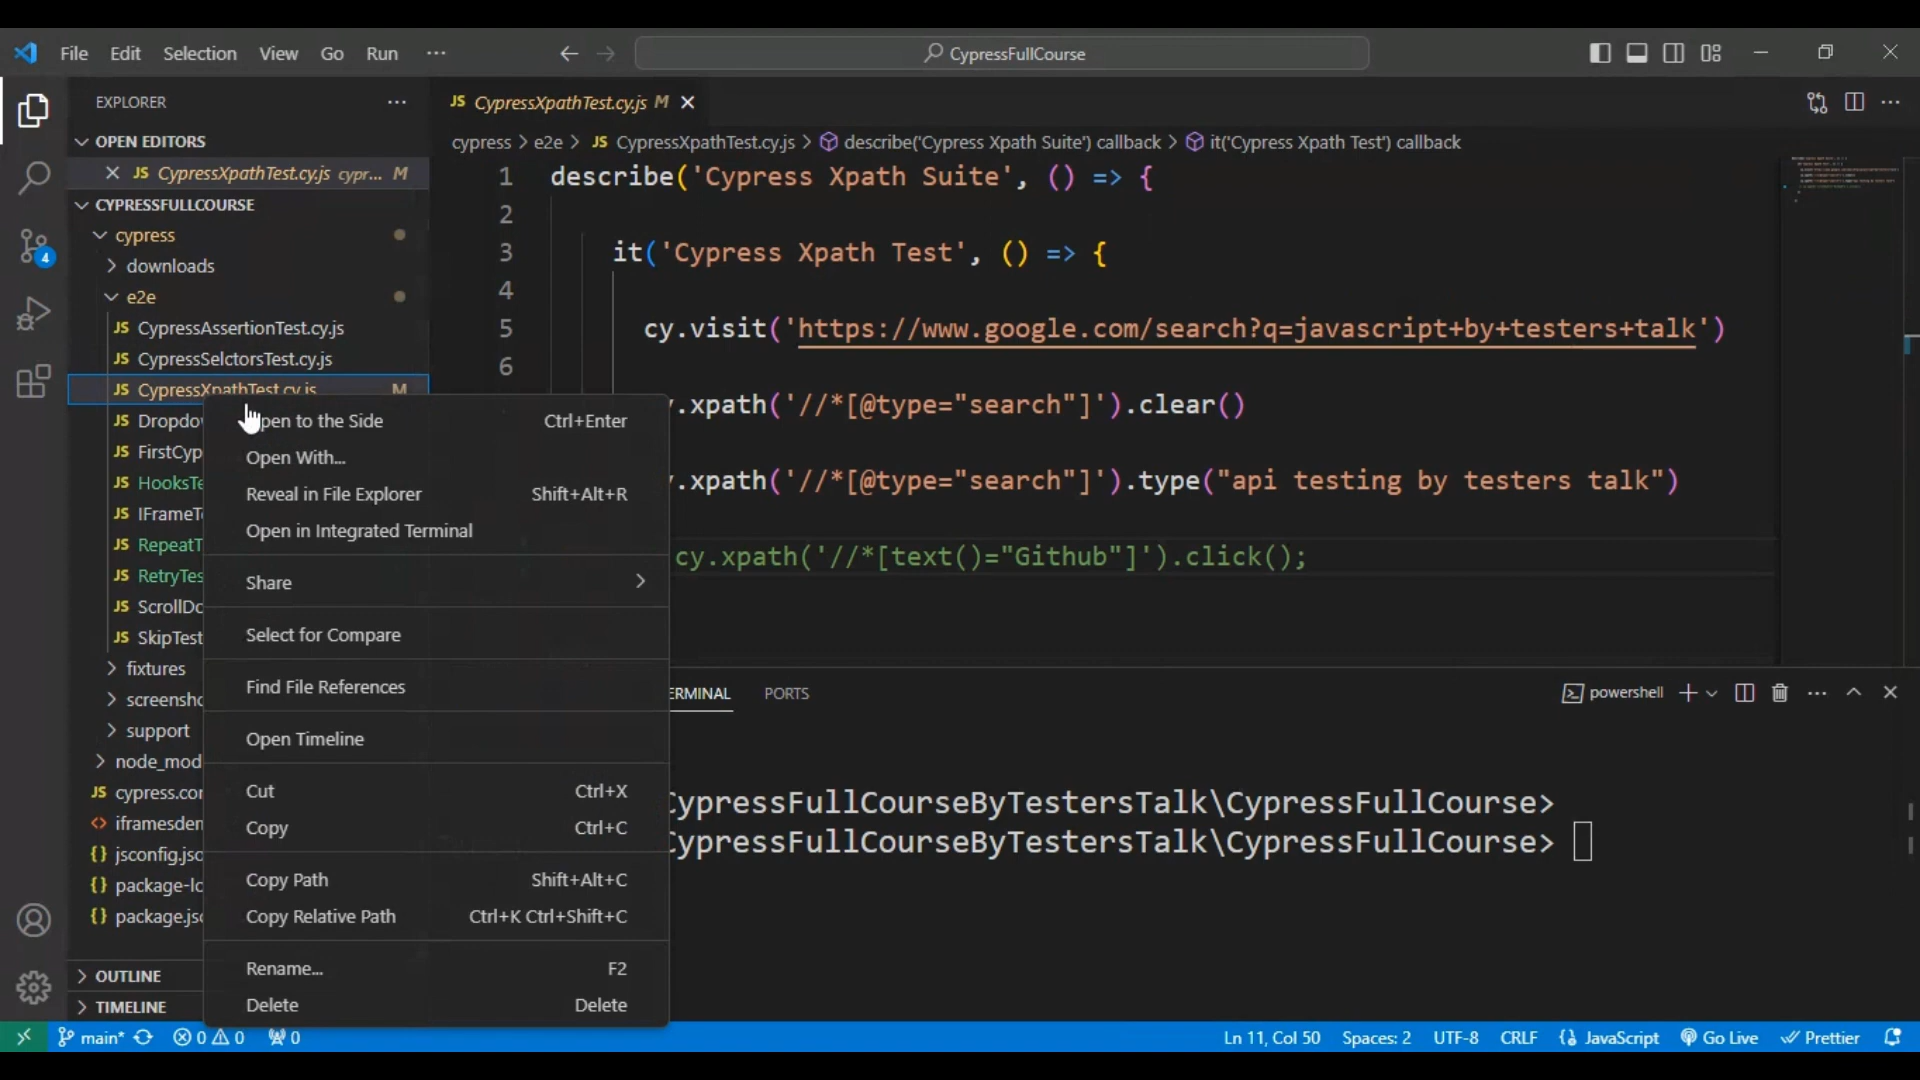 File Edit Selection View Go Run ···
CypressFullCourse
EXPLORER
OPEN EDITORS
JS CypressXpathTest.cy.js cypr... M
CYPRESSFULLCOURSE
cypress
downloads
e2e
JS CypressAssertionTest.cy.js
JS CypressSelctorsTest.cy.js
JS CypressXpathTest.cy.js M
JS Dropdov
JS FirstCyp
JS HooksTe
JS IFrameT
JS RepeatT
JS RetryTes
JS ScrollDc
JS SkipTest
fixtures
screensho
support
node_mod
JS cypress.cor
<> iframesden
{} jsconfig.jso
{} package-lc
{} package.jsc
OUTLINE
TIMELINE
4
Open to the Side Ctrl+Enter
Open With...
Reveal in File Explorer Shift+Alt+R
Open in Integrated Terminal
Share >
Select for Compare
Find File References
Open Timeline
Cut Ctrl+X
Copy Ctrl+C
Copy Path Shift+Alt+C
Copy Relative Path Ctrl+K Ctrl+Shift+C
Rename... F2
Delete Delete
JS CypressXpathTest.cy.js M
cypress > e2e > JS CypressXpathTest.cy.js > describe('Cypress Xpath Suite') callback > it('Cypress Xpath Test') callback
1 describe('Cypress Xpath Suite', () => {
2
3 it('Cypress Xpath Test', () => {
4
5 cy.visit('https://www.google.com/search?q=javascript+by+testers+talk')
6
.xpath('//*[@type="search"]').clear()
.xpath('//*[@type="search"]').type("api testing by testers talk")
cy.xpath('//*[text()="Github"]').click();
ERMINAL PORTS
powershell
CypressFullCourseByTestersTalk\CypressFullCourse>
CypressFullCourseByTestersTalk\CypressFullCourse>
main* 0 0 0
Ln 11, Col 50 Spaces: 2 UTF-8 CRLF {} JavaScript Go Live Prettier